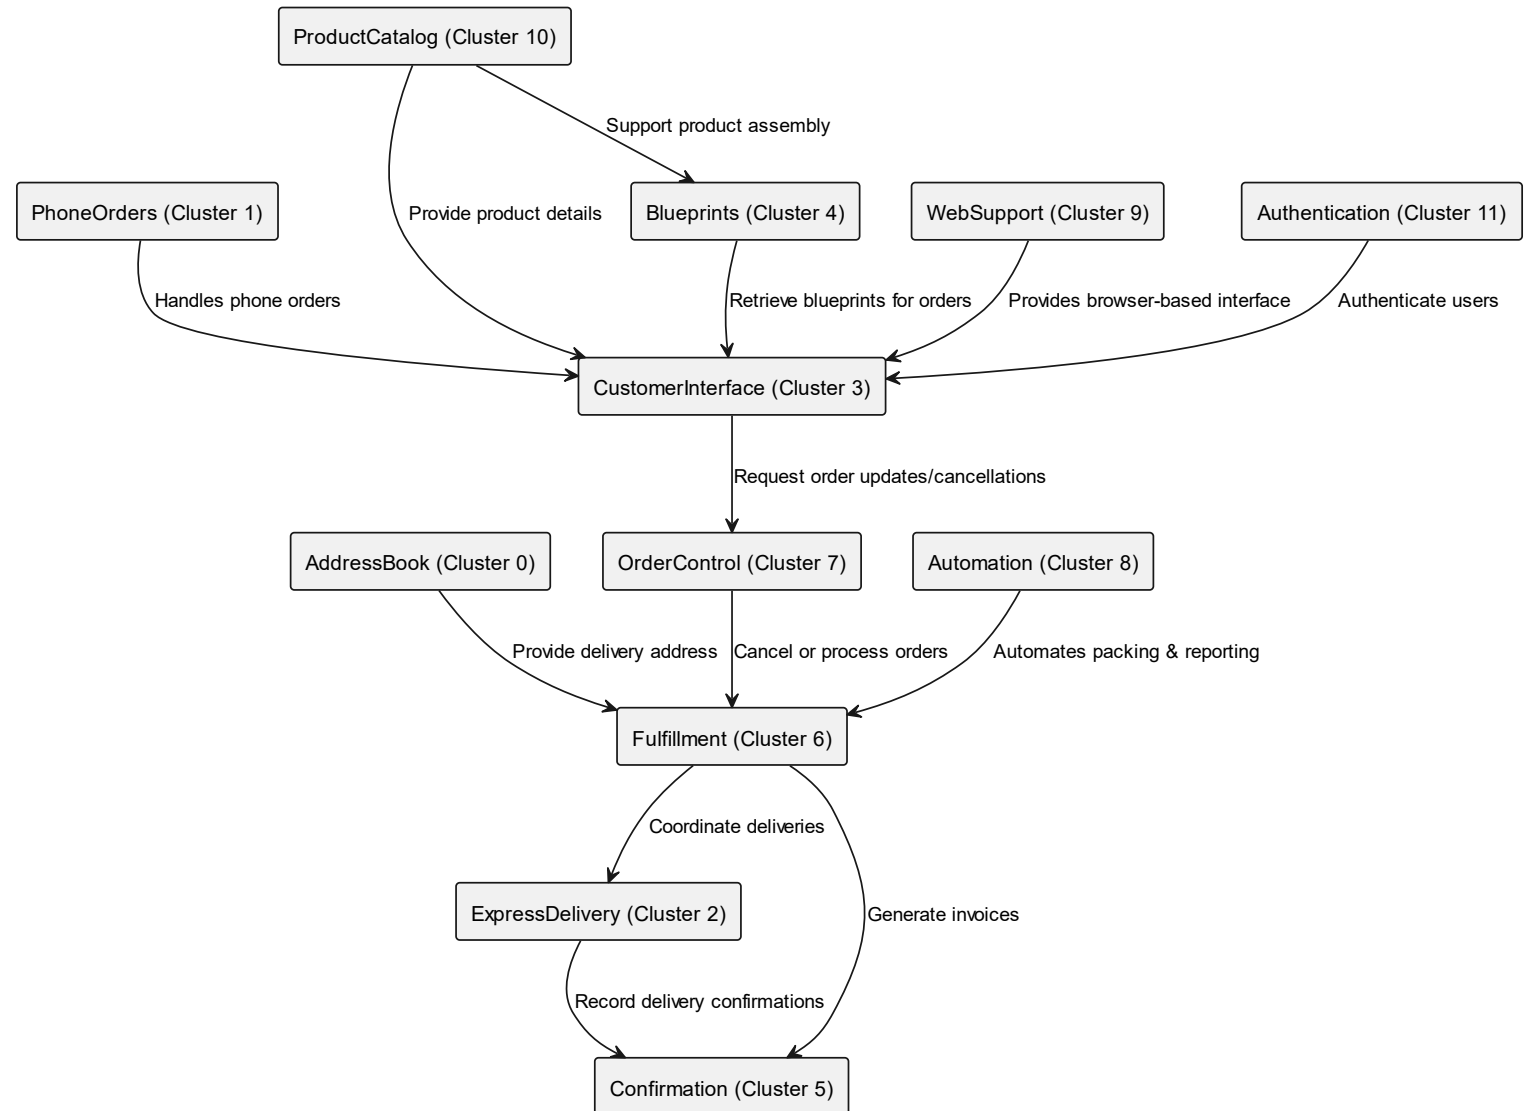 ProductCatalog (Cluster 10)
Support product assembly
PhoneOrders (Cluster 1)
Provide product details
Blueprints (Cluster 4)
WebSupport (Cluster 9)
Authentication (Cluster 11)
Handles phone orders
Retrieve blueprints for orders
Provides browser-based interface
Authenticate users
CustomerInterface (Cluster 3)
Request order updates/cancellations
AddressBook (Cluster 0)
OrderControl (Cluster 7)
Automation (Cluster 8)
Provide delivery address
Cancel or process orders
Automates packing & reporting
Fulfillment (Cluster 6)
Coordinate deliveries
ExpressDelivery (Cluster 2)
Generate invoices
Record delivery confirmations
Confirmation (Cluster 5)